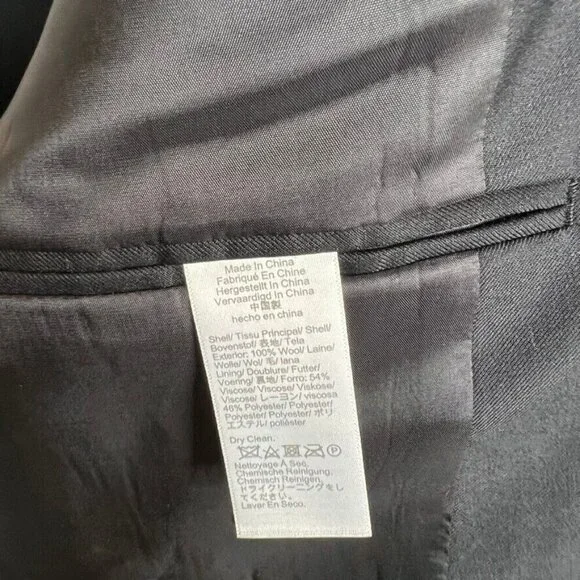 Made In China
Fabriqué En Chine
Hergestellt In China
Vervaardigd In China
中国製
hecho en china
Shell/ Tissu Principal/ Shell/
Bovenstof/ 表地/ Tela
Exterior: 100% Wool/ Laine/
Wolle/ Wol/ 毛/ lana
Lining/ Doublure/ Futter/
Voering/ 裏地/ Forro: 54%
Viscose/ Viscose/ Viskose/
Viscose/ レーヨン/ viscosa
46% Polyester/ Polyester/
Polyester/ Polyester/ ポリ
エステル/ poliéster
Dry Clean.
Nettoyage À Sec.
Chemische Reinigung.
Chemisch Reinigen.
ドライクリーニングをし
てください。
Lavar En Seco.